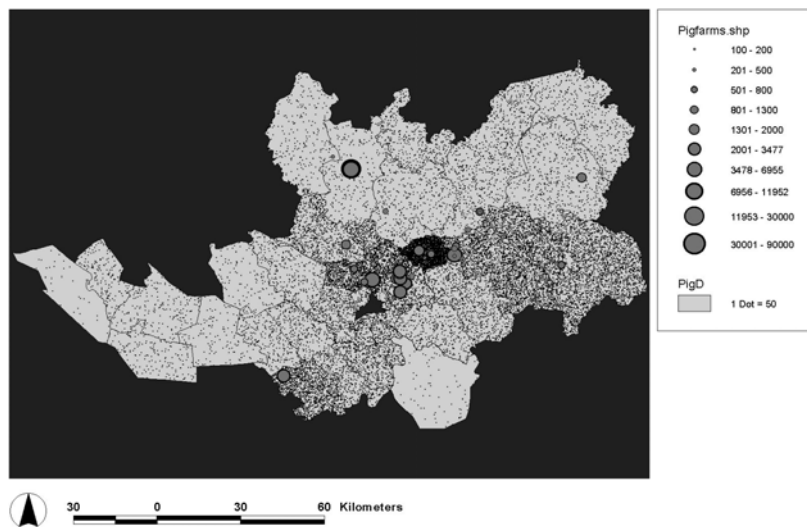 Pigfarms.shp
100 - 200
201 - 500
501 - 800
801 - 1300
1301 - 2000
2001 - 3477
3478 - 6955
6956 - 11952
11953 - 30000
30001 - 90000
PigD
1 Dot = 50
30 0 30 60 Kilometers